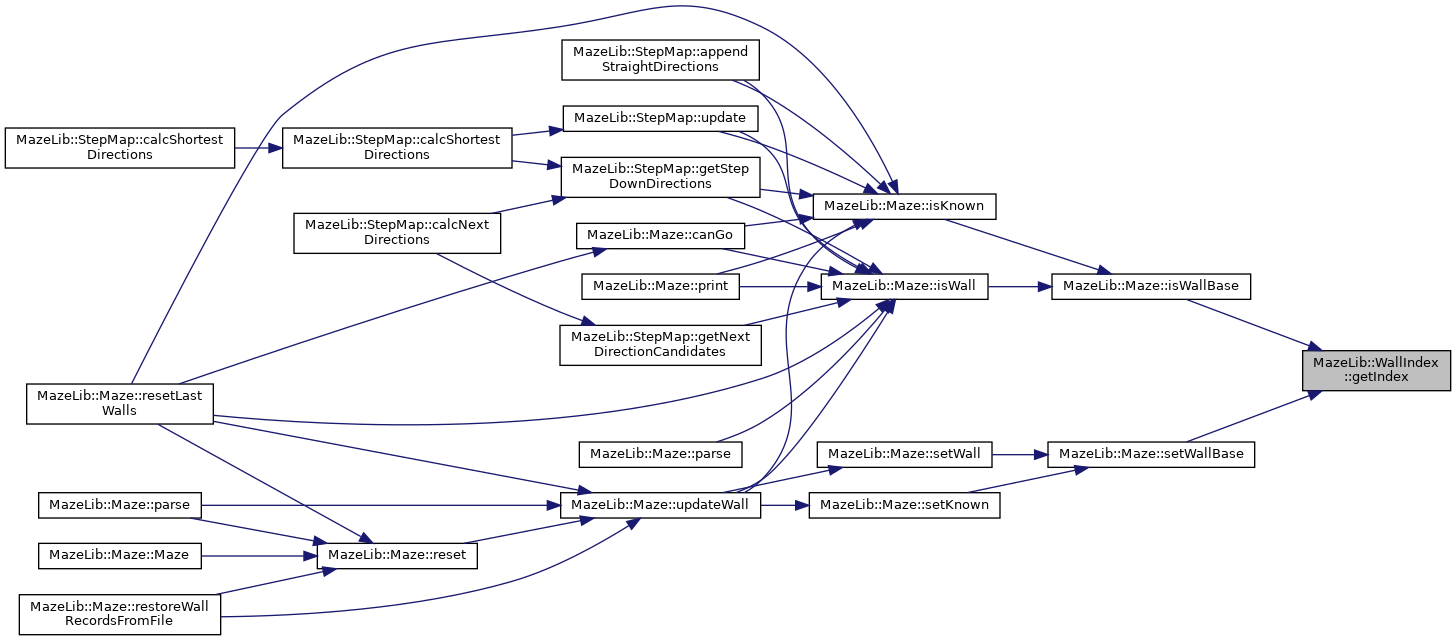 MazeLib::StepMap::append
StraightDirections
MazeLib::StepMap::update
MazeLib::StepMap::calcShortest
Directions
MazeLib::StepMap::calcShortest
Directions
MazeLib::StepMap::getStep
DownDirections
MazeLib::Maze::isKnown
MazeLib::StepMap::calcNext
Directions
MazeLib::Maze::canGo
MazeLib::Maze::print
MazeLib::Maze::isWall
MazeLib::Maze::isWallBase
MazeLib::StepMap::getNext
DirectionCandidates
MazeLib::WallIndex
::getIndex
MazeLib::Maze::resetLast
Walls
MazeLib::Maze::parse
MazeLib::Maze::setWall
MazeLib::Maze::setWallBase
MazeLib::Maze::parse
MazeLib::Maze::updateWall
MazeLib::Maze::setKnown
MazeLib::Maze::Maze
MazeLib::Maze::reset
MazeLib::Maze::restoreWall
RecordsFromFile